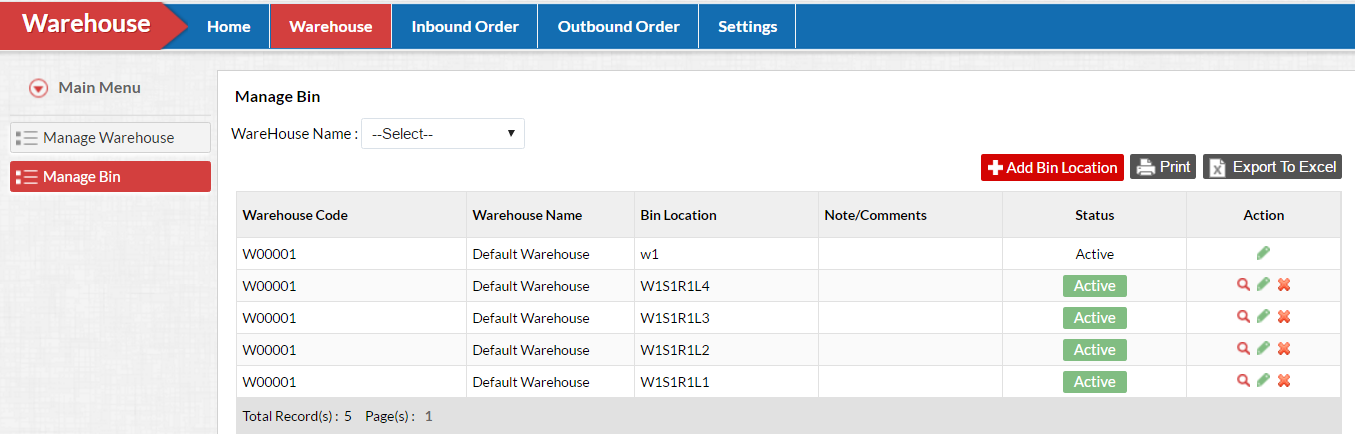 Warehouse Home Warehouse Inbound Order Outbound Order Settings
Main Menu
Manage Warehouse
Manage Bin
Manage Bin
WareHouse Name : --Select--
Add Bin Location Print Export To Excel
Warehouse Code Warehouse Name Bin Location Note/Comments Status Action
W00001 Default Warehouse w1 Active
W00001 Default Warehouse W1S1R1L4 Active
W00001 Default Warehouse W1S1R1L3 Active
W00001 Default Warehouse W1S1R1L2 Active
W00001 Default Warehouse W1S1R1L1 Active
Total Record(s) : 5 Page(s) : 1